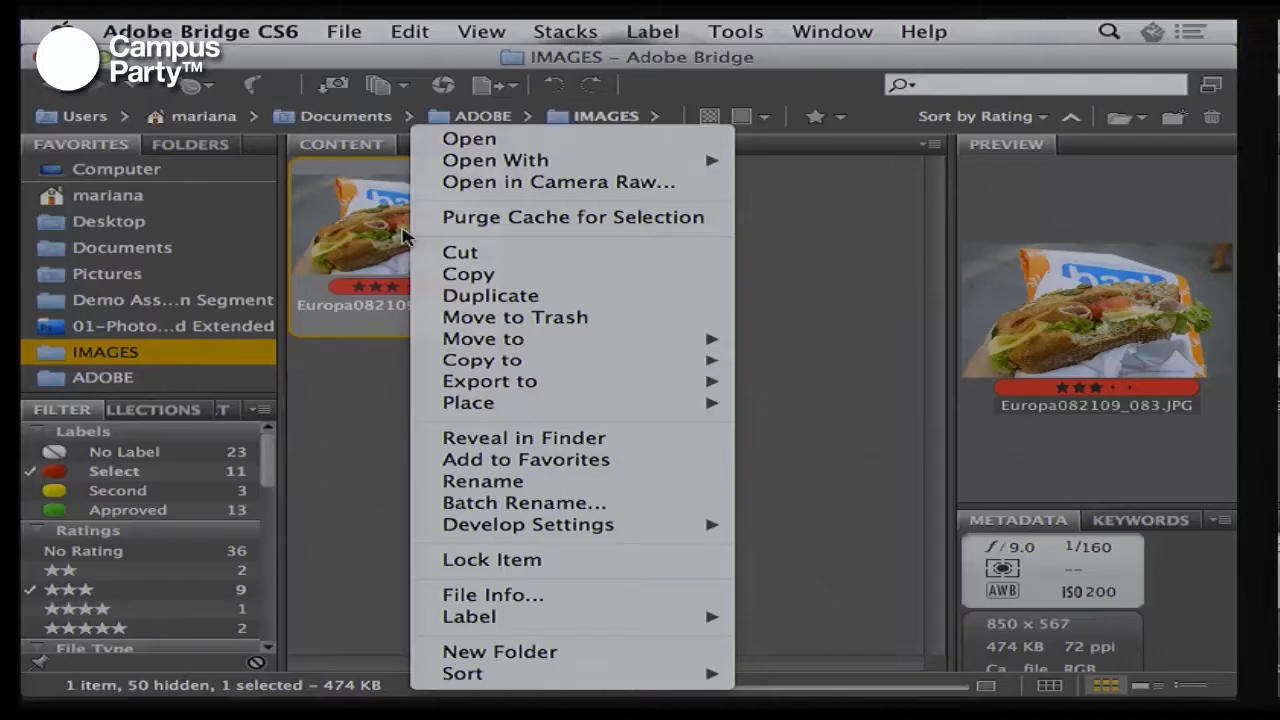 Adobe Bridge CS6 File Edit View Stacks Label Tools Window Help
Campus
Party™
IMAGES – Adobe Bridge
Users mariana Documents ADOBE IMAGES Sort by Rating
FAVORITES FOLDERS
Computer
mariana
Desktop
Documents
Pictures
Demo Ass...n Segment
01-Photo...d Extended
IMAGES
ADOBE
CONTENT
Europa08210
Open
Open With
Open in Camera Raw...
Purge Cache for Selection
Cut
Copy
Duplicate
Move to Trash
Move to
Copy to
Export to
Place
Reveal in Finder
Add to Favorites
Rename
Batch Rename...
Develop Settings
Lock Item
File Info...
Label
New Folder
Sort
PREVIEW
Europa082109_083.JPG
FILTER LLECTIONS T
Labels
No Label 23
Select 11
Second 3
Approved 13
Ratings
No Rating 36
★★ 2
★★★ 9
★★★★ 1
★★★★★ 2
File Type
METADATA KEYWORDS
f/9.0 1/160
--
AWB ISO 200
850 x 567
474 KB 72 ppi
Ca file RGB
1 item, 50 hidden, 1 selected – 474 KB